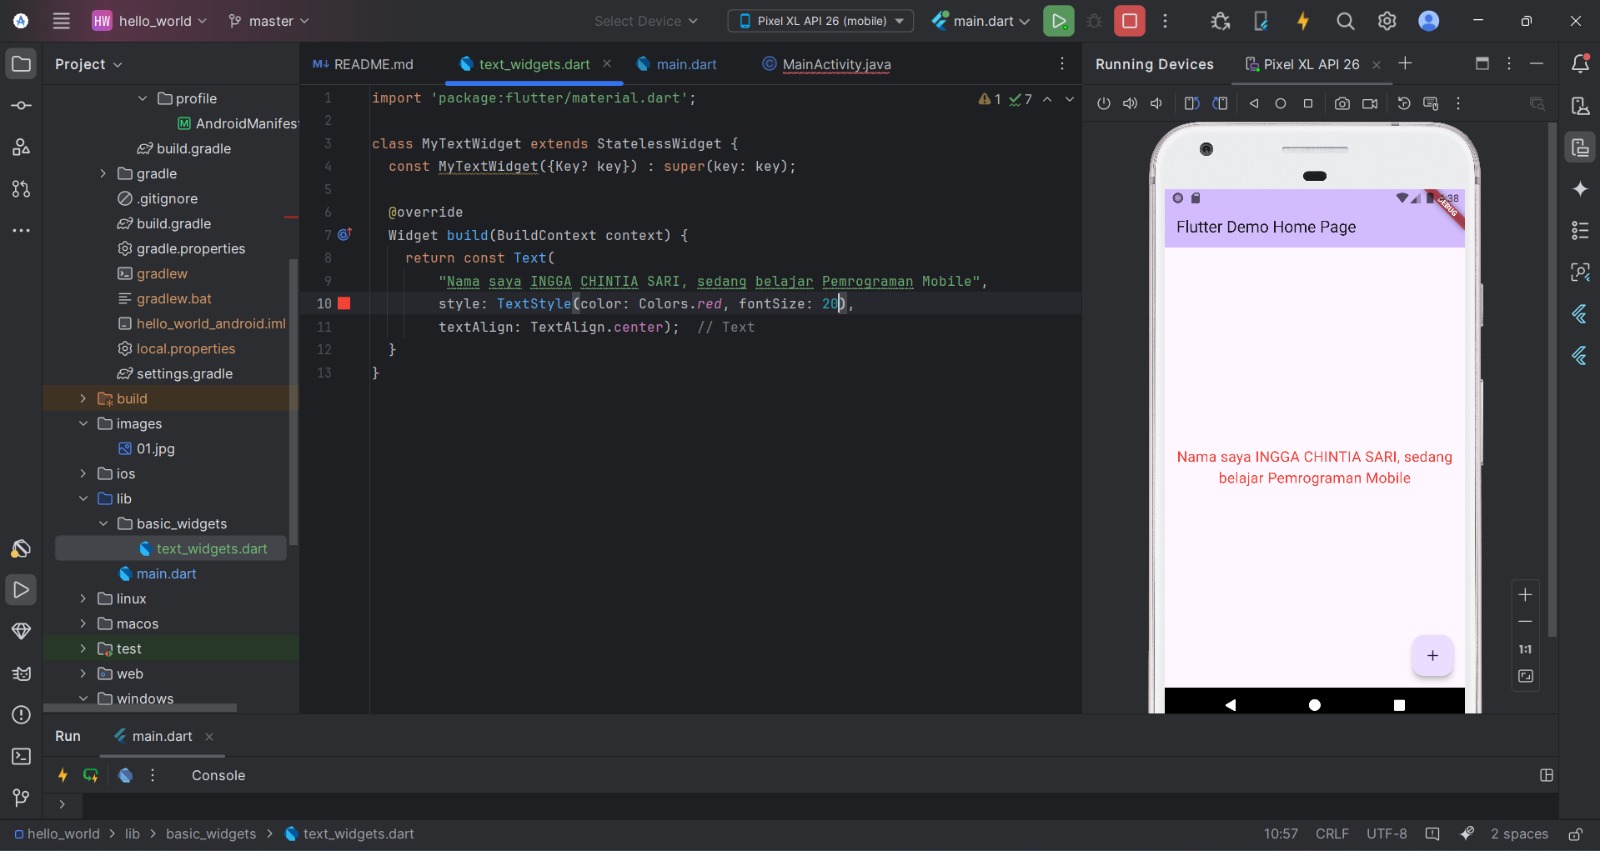 HW hello_world master Select Device Pixel XL API 26 (mobile) main.dart
Project
README.md text_widgets.dart main.dart MainActivity.java
Running Devices Pixel XL API 26
profile
AndroidManifes
build.gradle
gradle
.gitignore
build.gradle
gradle.properties
gradlew
gradlew.bat
hello_world_android.iml
local.properties
settings.gradle
build
images
01.jpg
ios
lib
basic_widgets
text_widgets.dart
main.dart
linux
macos
test
web
windows
1 import 'package:flutter/material.dart';
2
3 class MyTextWidget extends StatelessWidget {
4 const MyTextWidget({Key? key}) : super(key: key);
5
6 @override
7 Widget build(BuildContext context) {
8 return const Text(
9 "Nama saya INGGA CHINTIA SARI, sedang belajar Pemrograman Mobile",
10 style: TextStyle(color: Colors.red, fontSize: 20),
11 textAlign: TextAlign.center); // Text
12 }
13 }
1 7
:38
DEBUG
Flutter Demo Home Page
Nama saya INGGA CHINTIA SARI, sedang
belajar Pemrograman Mobile
+
1:1
Run main.dart
Console
hello_world > lib > basic_widgets > text_widgets.dart
10:57 CRLF UTF-8 2 spaces